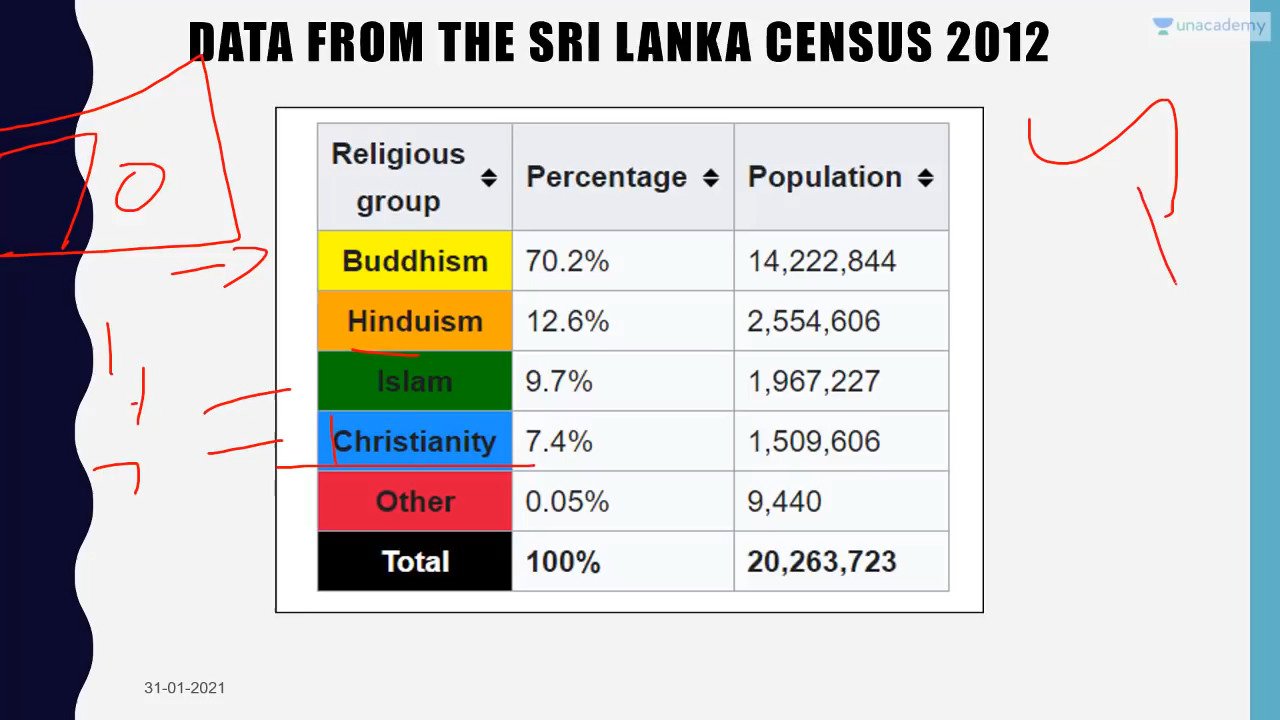 DATA FROM THE SRI LANKA CENSUS 2012
unacademy
Religious group Percentage Population
Buddhism 70.2% 14,222,844
Hinduism 12.6% 2,554,606
Islam 9.7% 1,967,227
Christianity 7.4% 1,509,606
Other 0.05% 9,440
Total 100% 20,263,723
31-01-2021